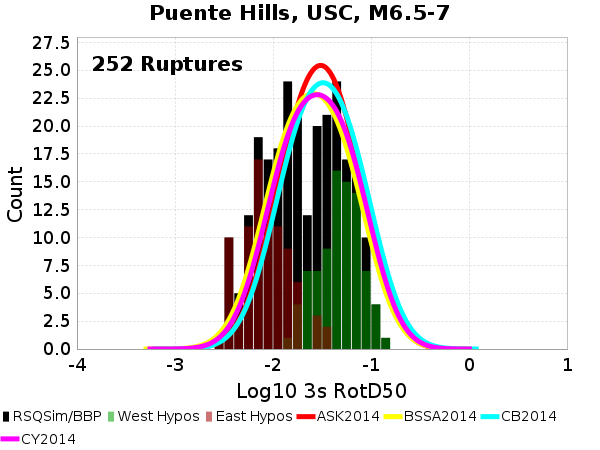 Puente Hills, USC, M6.5-7
252 Ruptures
27.5
25.0
22.5
20.0
17.5
15.0
12.5
10.0
7.5
5.0
2.5
0.0
Count
-4 -3 -2 -1 0 1
Log10 3s RotD50
RSQSim/BBP West Hypos East Hypos ASK2014 BSSA2014 CB2014
CY2014